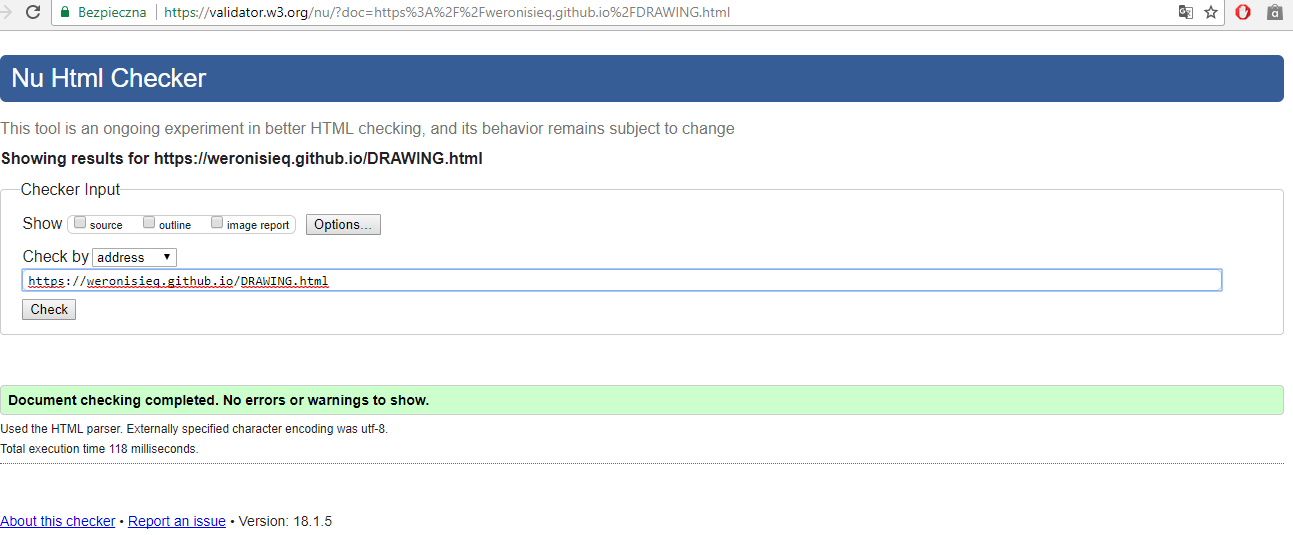 Bezpieczna https://validator.w3.org/nu/?doc=https%3A%2F%2Fweronisieq.github.io%2FDRAWING.html
Nu Html Checker
This tool is an ongoing experiment in better HTML checking, and its behavior remains subject to change
Showing results for https://weronisieq.github.io/DRAWING.html
Checker Input
Show source outline image report Options...
Check by address
https://weronisieq.github.io/DRAWING.html
Check
Document checking completed. No errors or warnings to show.
Used the HTML parser. Externally specified character encoding was utf-8.
Total execution time 118 milliseconds.
About this checker • Report an issue • Version: 18.1.5